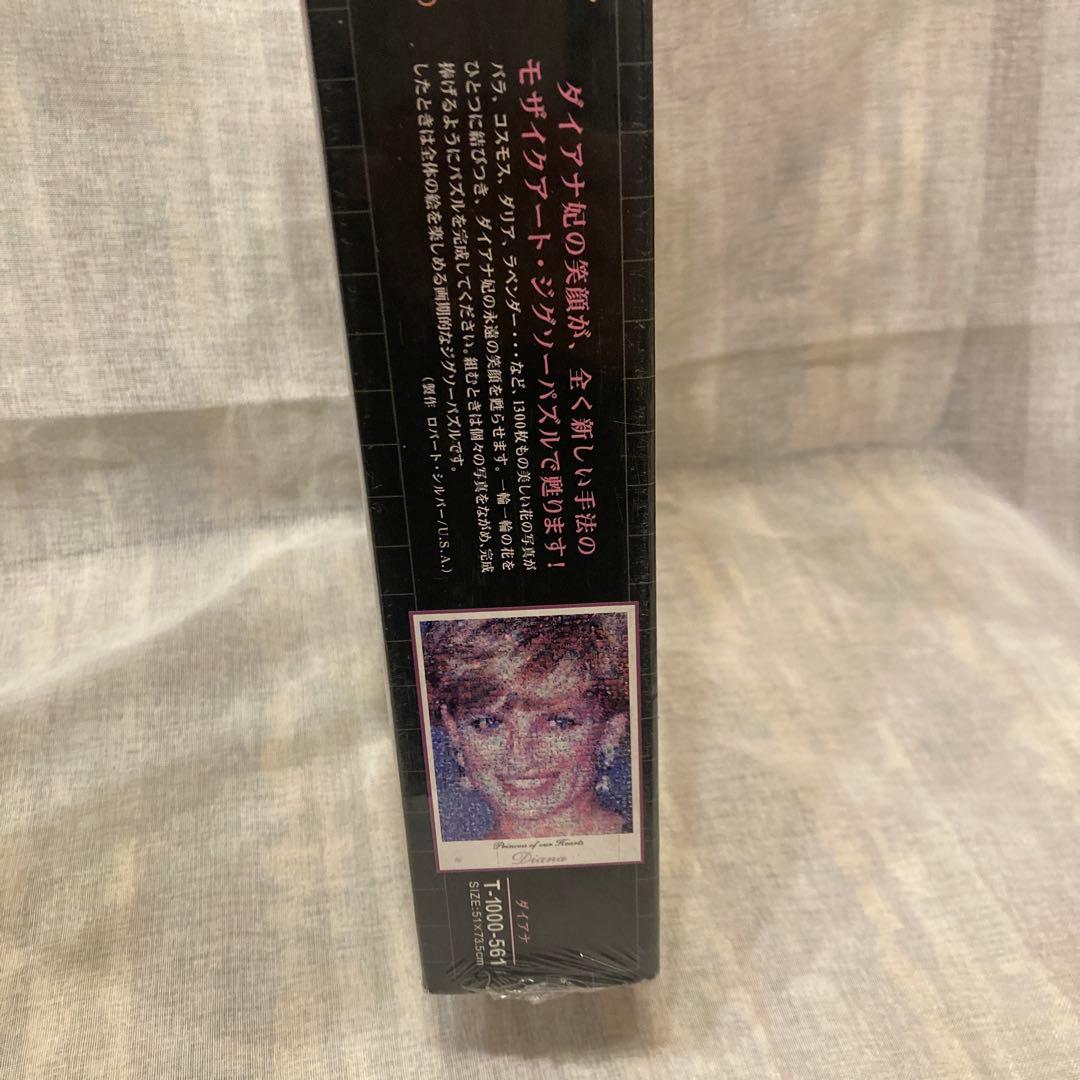 ダイアナ妃の笑顔が、全く新しい手法の
モザイクアート・ジグソーパズルで甦ります!
バラ、コスモス、ダリア、ラベンダー・・・など、1300枚もの美しい花の写真が
ひとつに結びつき、ダイアナ妃の永遠の笑顔を甦らせます。一輪一輪の花を
捧げるようにパズルを完成してください。組むときは個々の写真をながめ、完成
したときは全体の絵を楽しめる画期的なジグソーパズルです。
(製作 ロバート・シルバー/U.S.A.)
Princess of our Hearts
Diana
ダイアナ
T-1000-561
SIZE:51X73.5cm